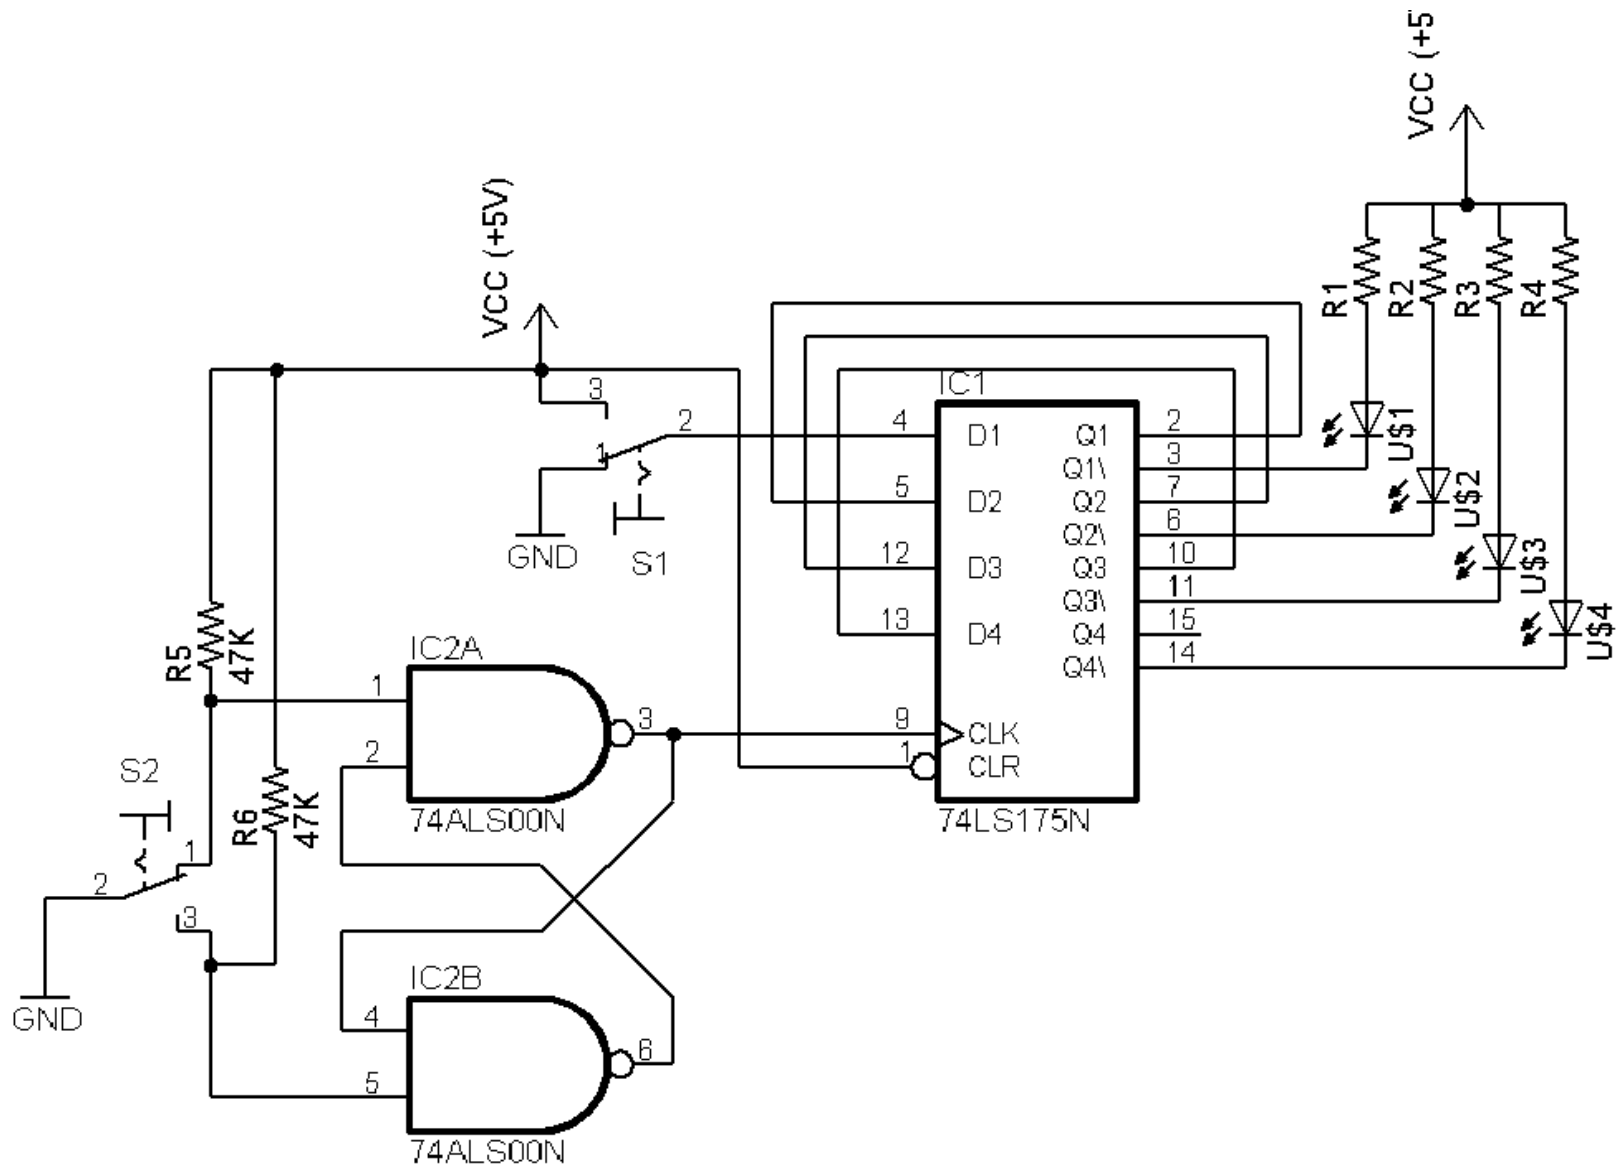 VCC (+5
VCC (+5V)
R1
R2
R3
R4
IC1
3
2
1
GND
S1
4
D1
5
D2
12
D3
13
D4
9
CLK
1
CLR
Q1
2
Q1\
3
Q2
7
Q2\
6
Q3
10
Q3\
11
Q4
15
Q4\
14
74LS175N
U$1
U$2
U$3
U$4
R5
47K
R6
47K
IC2A
1
2
3
74ALS00N
S2
1
2
3
GND
IC2B
4
5
6
74ALS00N